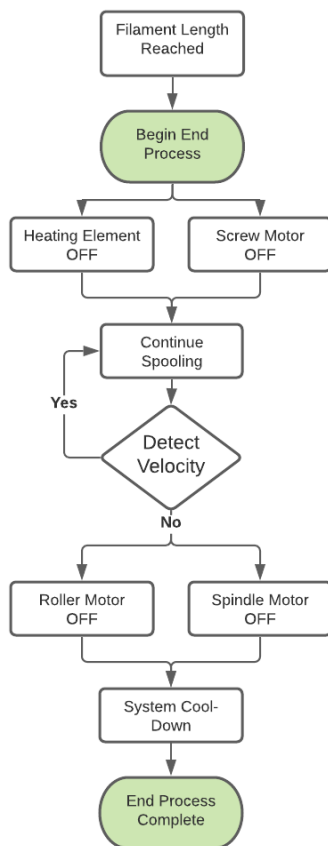 Filament Length
Reached
Begin End
Process
Heating Element
OFF
Screw Motor
OFF
Continue
Spooling
Yes
Detect
Velocity
No
Roller Motor
OFF
Spindle Motor
OFF
System Cool-
Down
End Process
Complete